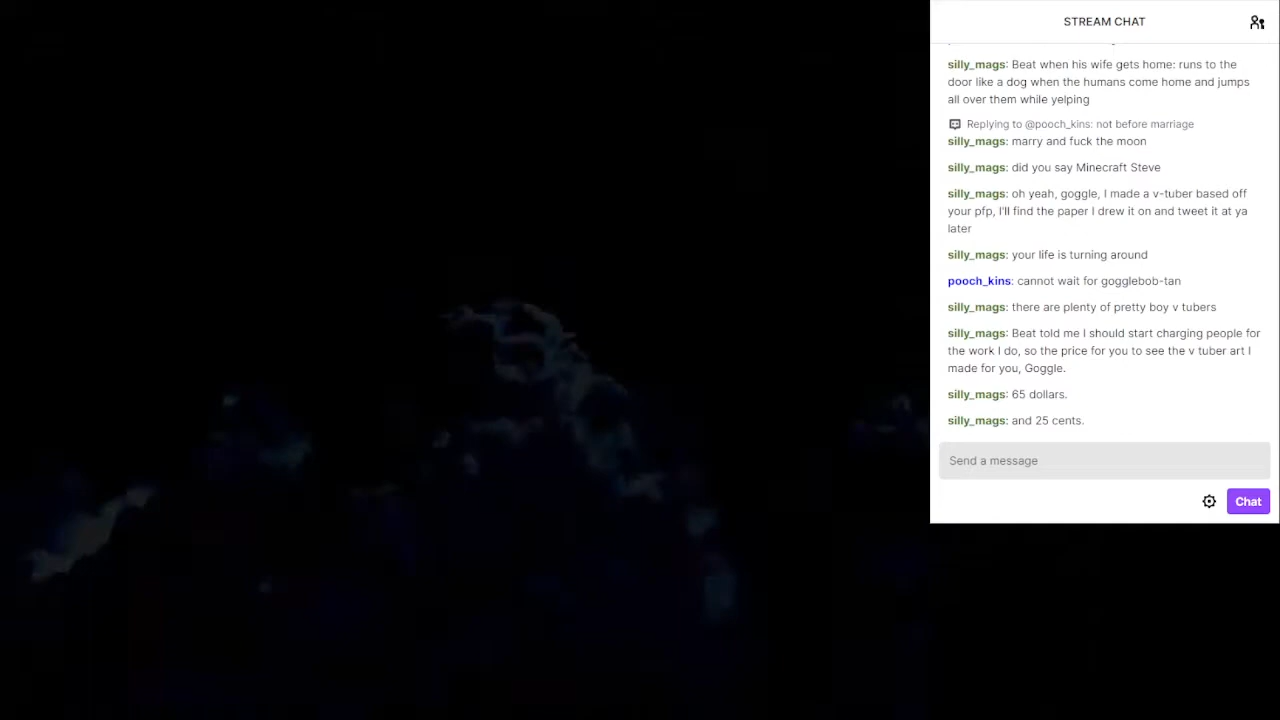 STREAM CHAT
silly_mags: Beat when his wife gets home: runs to the
door like a dog when the humans come home and jumps
all over them while yelping
Replying to @pooch_kins: not before marriage
silly_mags: marry and fuck the moon
silly_mags: did you say Minecraft Steve
silly_mags: oh yeah, goggle, I made a v-tuber based off
your pfp, I'll find the paper I drew it on and tweet it at ya
later
silly_mags: your life is turning around
pooch_kins: cannot wait for gogglebob-tan
silly_mags: there are plenty of pretty boy v tubers
silly_mags: Beat told me I should start charging people for
the work I do, so the price for you to see the v tuber art I
made for you, Goggle.
silly_mags: 65 dollars.
silly_mags: and 25 cents.
Send a message
Chat